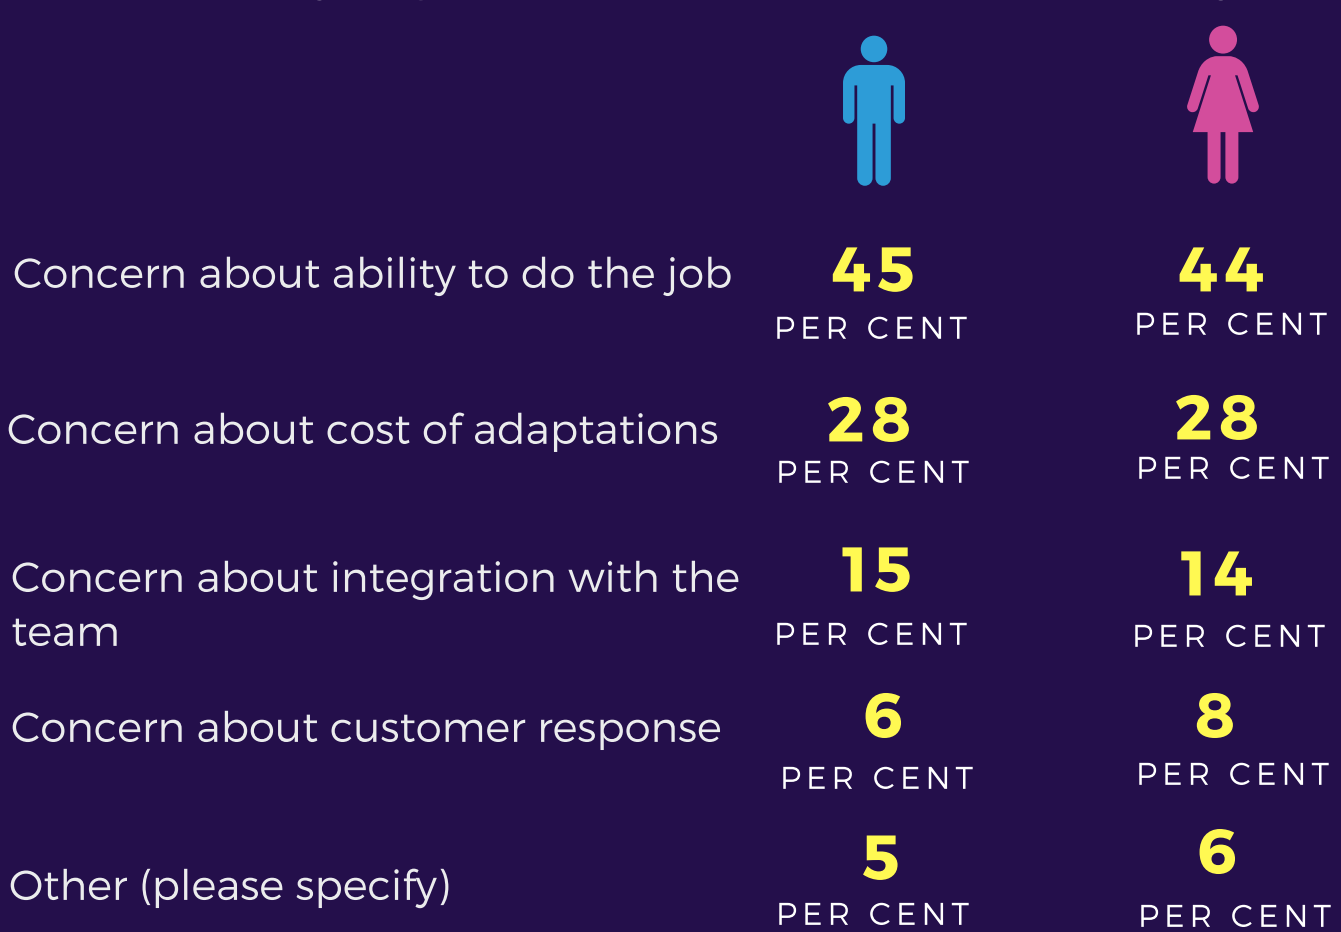 Concern about ability to do the job
45
PER CENT
44
PER CENT
Concern about cost of adaptations
28
PER CENT
28
PER CENT
Concern about integration with the
team
15
PER CENT
14
PER CENT
Concern about customer response
6
PER CENT
8
PER CENT
Other (please specify)
5
PER CENT
6
PER CENT